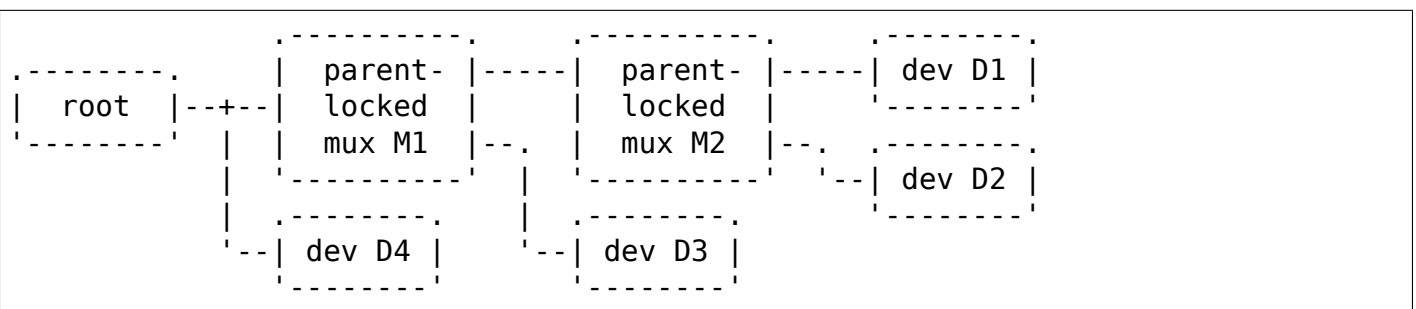 parent- parent- dev D1
root locked locked
mux M1 mux M2
dev D2
dev D4 dev D3